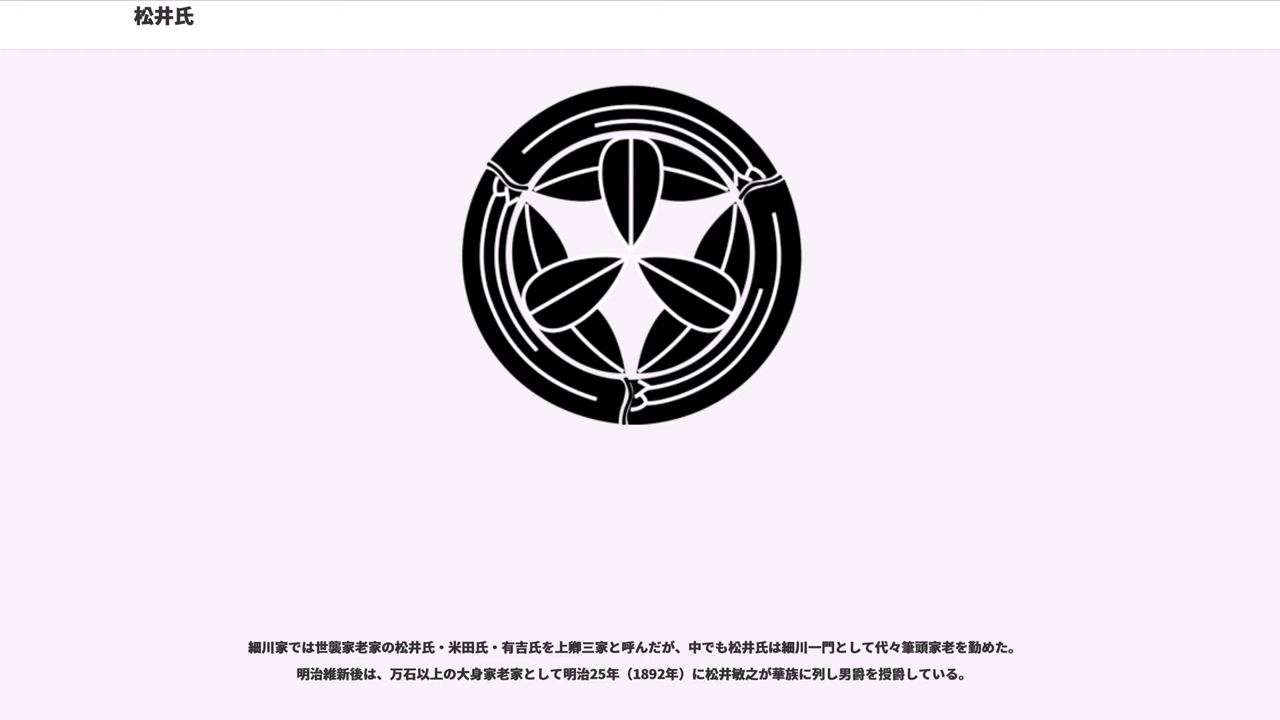 松井氏
細川家では世襲家老家の松井氏・米田氏・有吉氏を上卿三家と呼んだが、中でも松井氏は細川一門として代々筆頭家老を勤めた。
明治維新後は、万石以上の大身家老家として明治25年（1892年）に松井敏之が華族に列し男爵を授爵している。